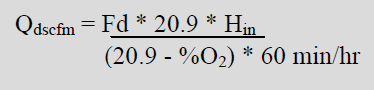 Qdscfm = Fd * 20.9 * Hin
(20.9 - %O₂) * 60 min/hr